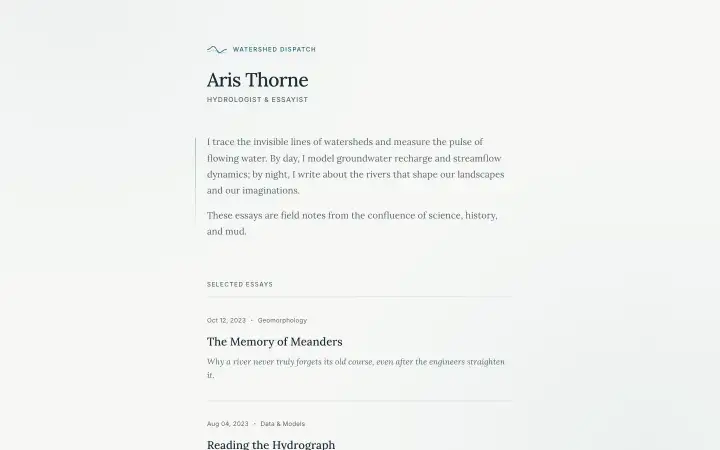 WATERSHED DISPATCH
Aris Thorne
HYDROLOGIST & ESSAYIST
I trace the invisible lines of watersheds and measure the pulse of
flowing water. By day, I model groundwater recharge and streamflow
dynamics; by night, I write about the rivers that shape our landscapes
and our imaginations.
These essays are field notes from the confluence of science, history,
and mud.
SELECTED ESSAYS
Oct 12, 2023 • Geomorphology
The Memory of Meanders
Why a river never truly forgets its old course, even after the engineers straighten
it.
Aug 04, 2023 • Data & Models
Reading the Hydrograph